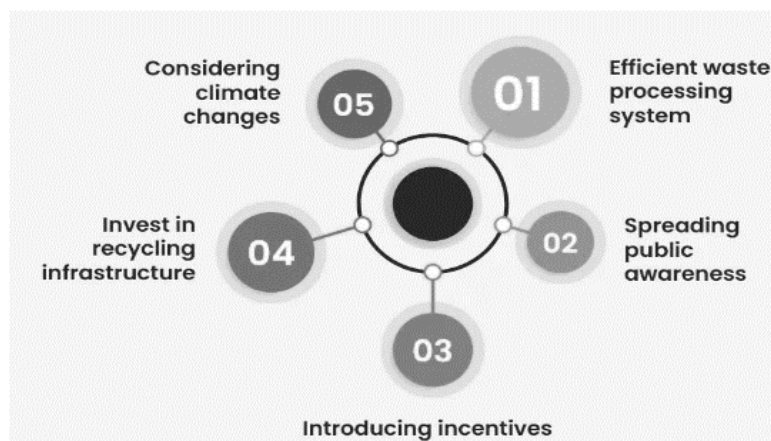 01
Efficient waste
processing
system
02
Spreading
public
awareness
03
Introducing incentives
04
Invest in
recycling
infrastructure
05
Considering
climate
changes